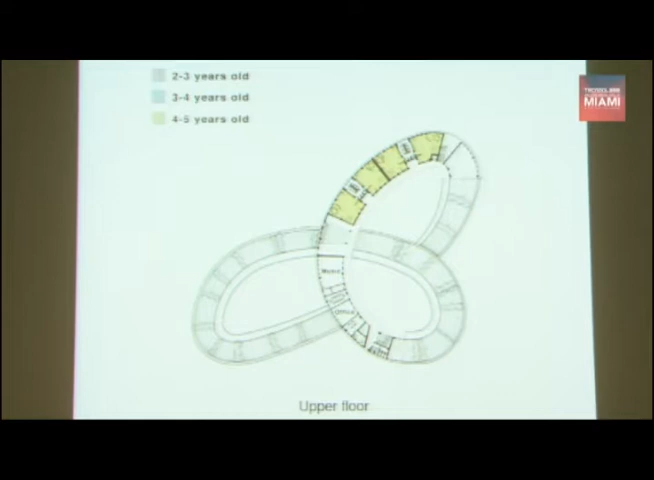 2-3 years old
3-4 years old
4-5 years old
MIAMI
Upper floor